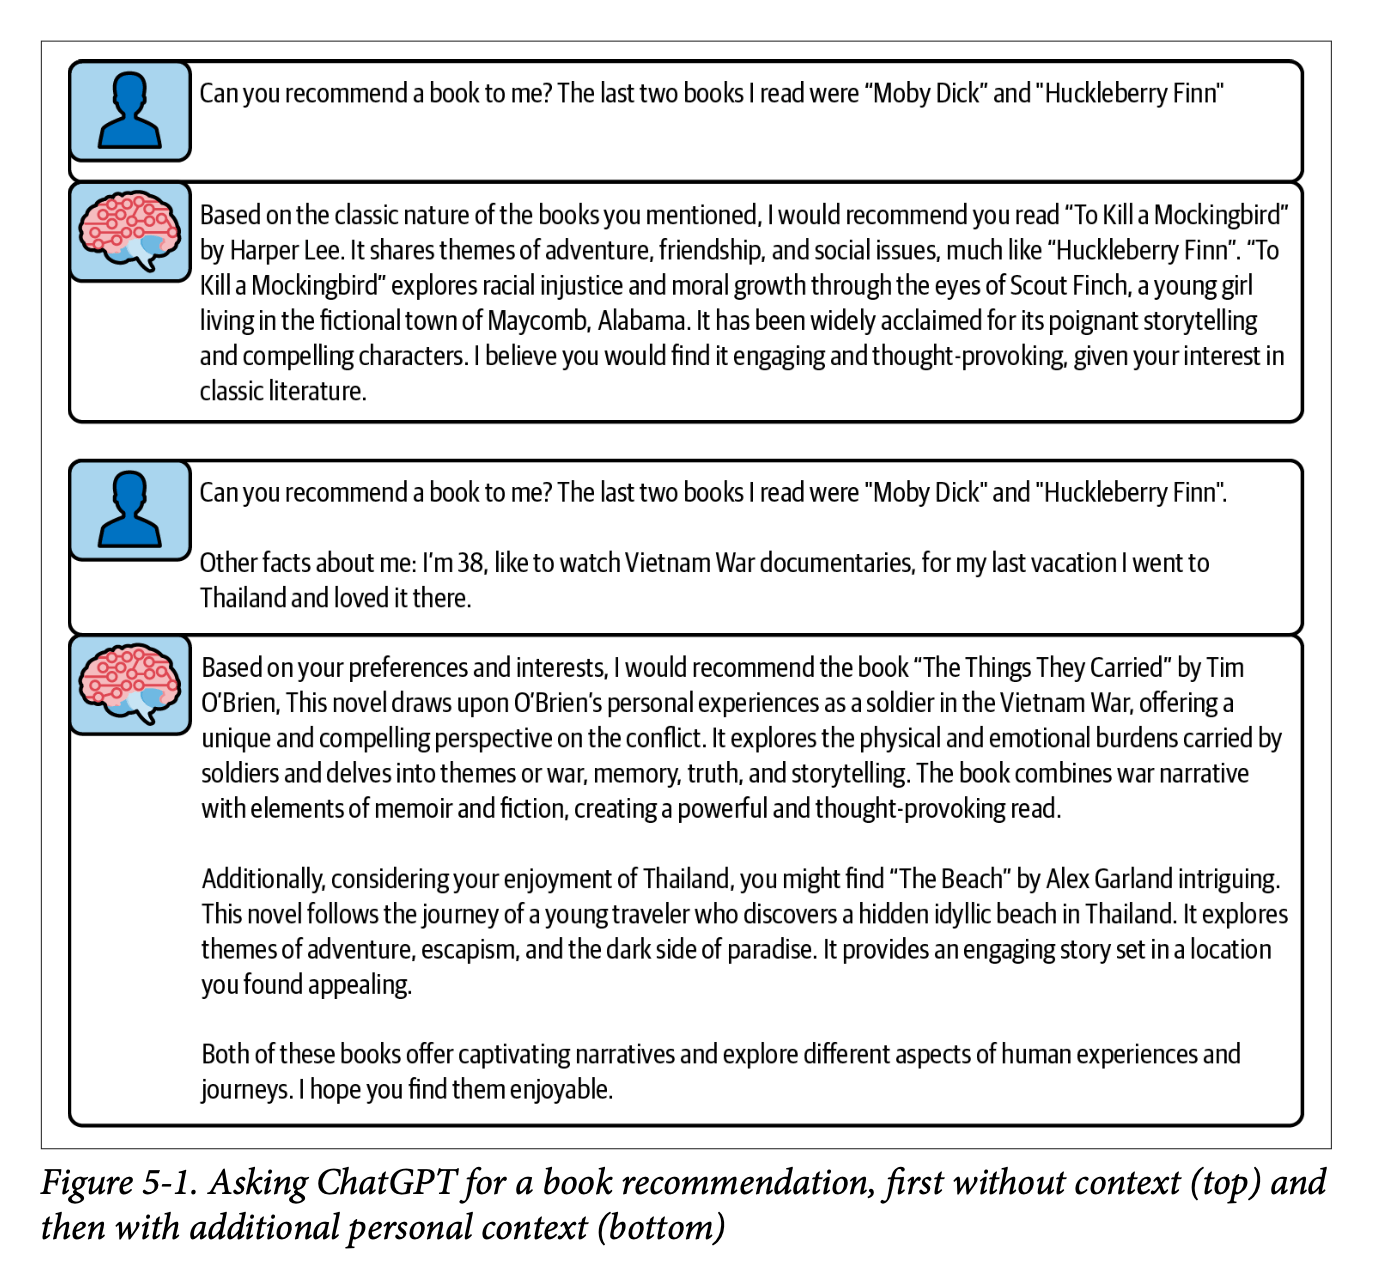 Can you recommend a book to me? The last two books I read were “Moby Dick” and "Huckleberry Finn"
Based on the classic nature of the books you mentioned, I would recommend you read “To Kill a Mockingbird”
by Harper Lee. It shares themes of adventure, friendship, and social issues, much like “Huckleberry Finn”. “To
Kill a Mockingbird” explores racial injustice and moral growth through the eyes of Scout Finch, a young girl
living in the fictional town of Maycomb, Alabama. It has been widely acclaimed for its poignant storytelling
and compelling characters. I believe you would find it engaging and thought-provoking, given your interest in
classic literature.
Can you recommend a book to me? The last two books I read were "Moby Dick" and "Huckleberry Finn".
Other facts about me: I’m 38, like to watch Vietnam War documentaries, for my last vacation I went to
Thailand and loved it there.
Based on your preferences and interests, I would recommend the book “The Things They Carried” by Tim
O’Brien, This novel draws upon O’Brien’s personal experiences as a soldier in the Vietnam War, offering a
unique and compelling perspective on the conflict. It explores the physical and emotional burdens carried by
soldiers and delves into themes or war, memory, truth, and storytelling. The book combines war narrative
with elements of memoir and fiction, creating a powerful and thought-provoking read.
Additionally, considering your enjoyment of Thailand, you might find “The Beach” by Alex Garland intriguing.
This novel follows the journey of a young traveler who discovers a hidden idyllic beach in Thailand. It explores
themes of adventure, escapism, and the dark side of paradise. It provides an engaging story set in a location
you found appealing.
Both of these books offer captivating narratives and explore different aspects of human experiences and
journeys. I hope you find them enjoyable.
Figure 5-1. Asking ChatGPT for a book recommendation, first without context (top) and
then with additional personal context (bottom)